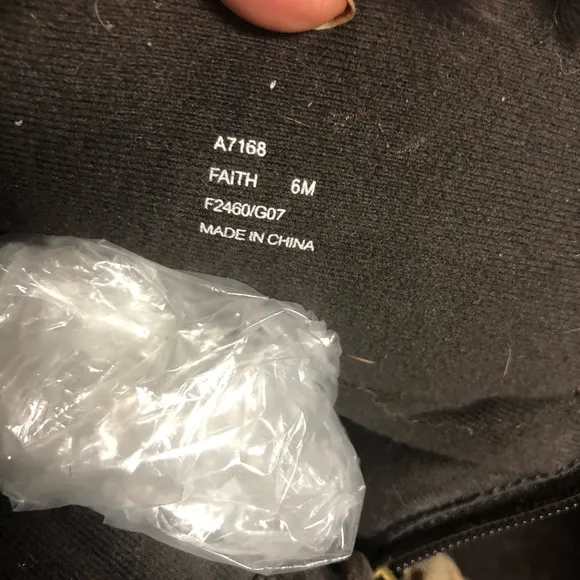 A7168
FAITH 6M
F2460/G07
MADE IN CHINA